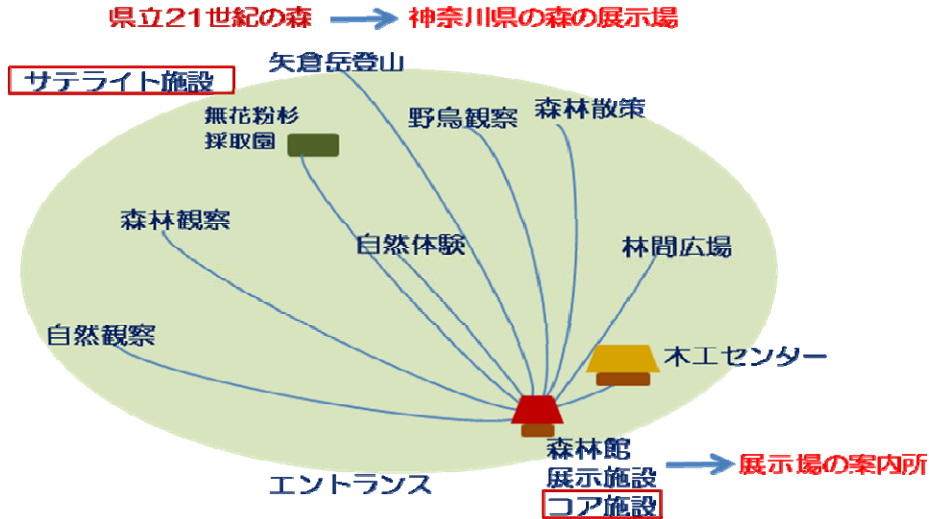 県立21世紀の森 神奈川県の森の展示場
矢倉岳登山
サテライト施設
無花粉杉
採取園
野鳥観察
森林散策
森林観察
自然体験
林間広場
自然観察
木工センター
森林館
展示施設
コア施設
展示場の案内所
エントランス